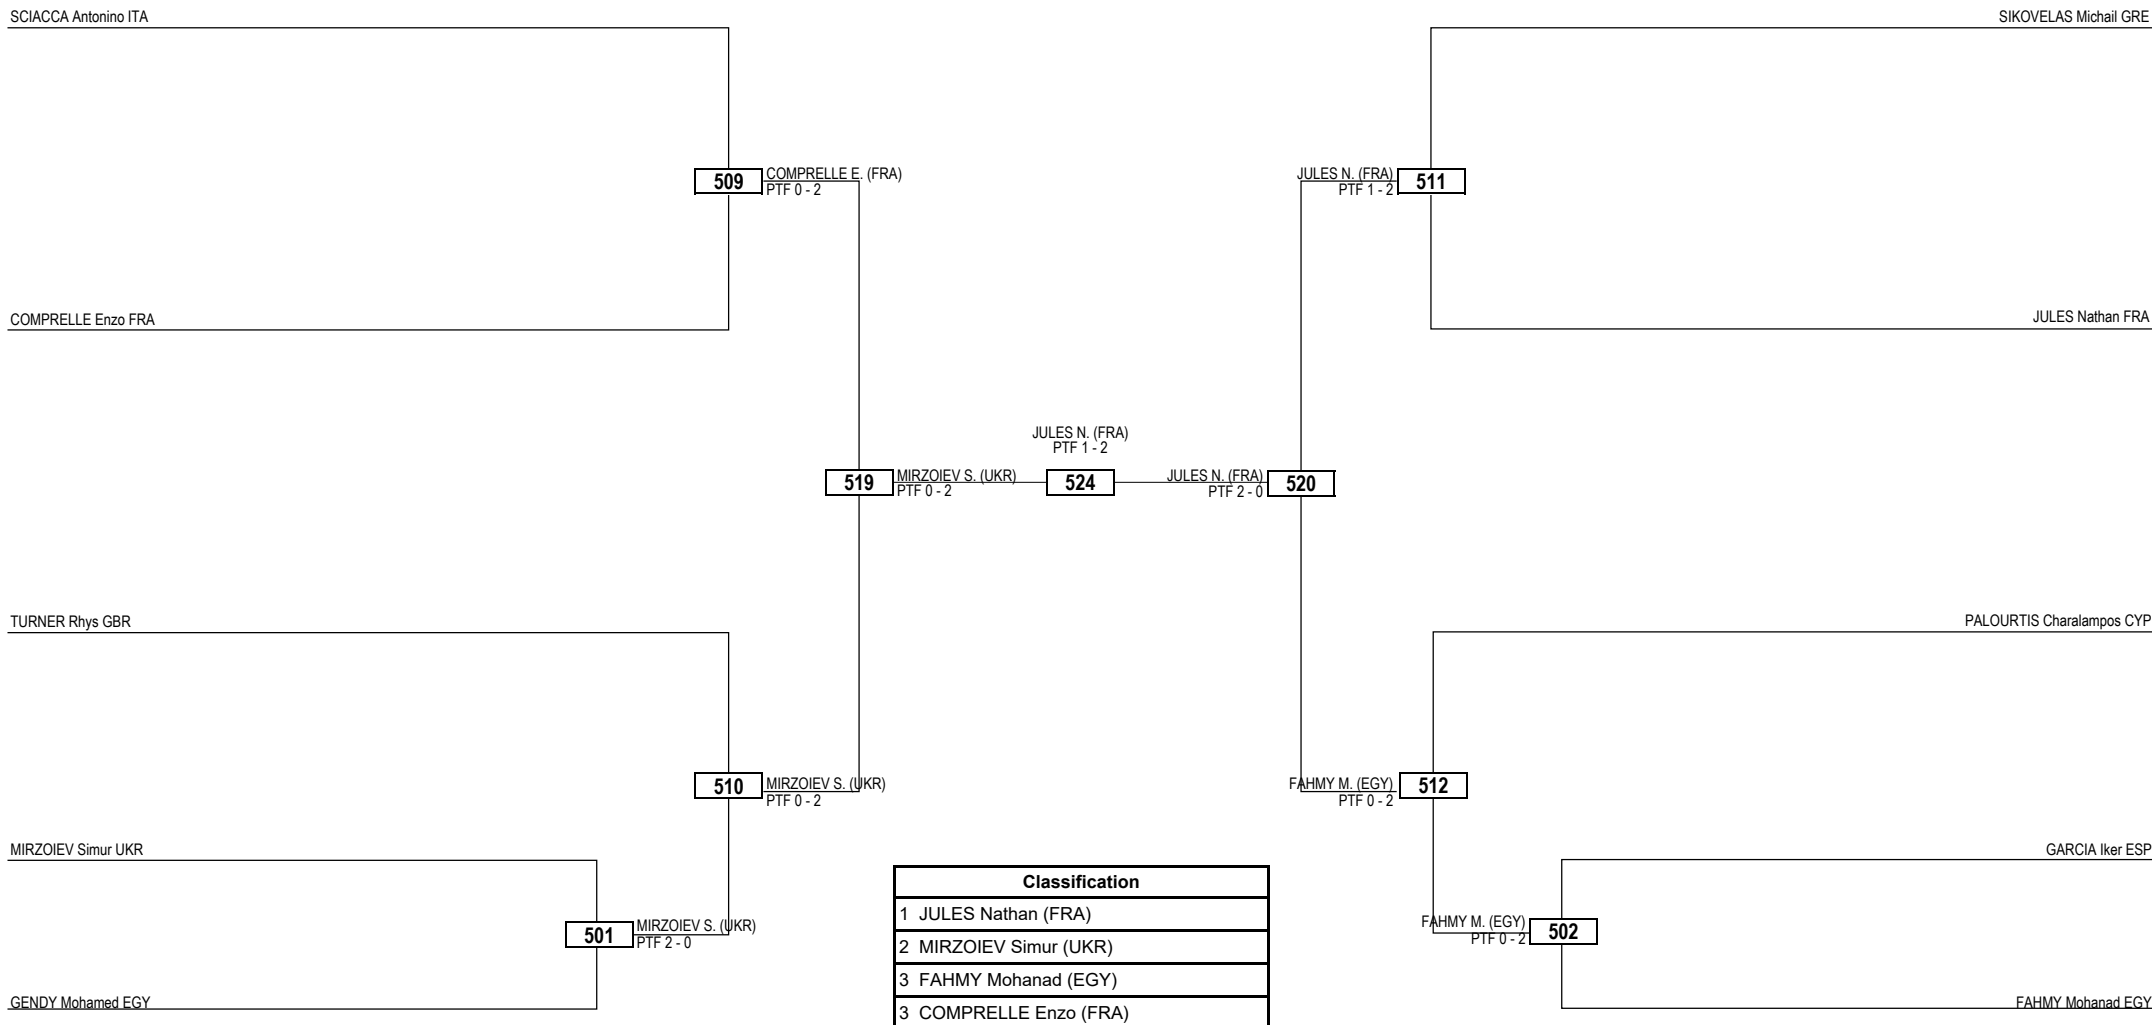 SCIACCA Antonino ITA
SIKOVELAS Michail GRE
509
COMPRELLE E. (FRA)
PTF 0 - 2
JULES N. (FRA)
PTF 1 - 2
511
COMPRELLE Enzo FRA
JULES Nathan FRA
JULES N. (FRA)
PTF 1 - 2
519
MIRZOIEV S. (UKR)
PTF 0 - 2
524
JULES N. (FRA)
PTF 2 - 0
520
TURNER Rhys GBR
PALOURTIS Charalampos CYP
510
MIRZOIEV S. (UKR)
PTF 0 - 2
FAHMY M. (EGY)
PTF 0 - 2
512
MIRZOIEV Simur UKR
GARCIA Iker ESP
501
MIRZOIEV S. (UKR)
PTF 2 - 0
FAHMY M. (EGY)
PTF 0 - 2
502
GENDY Mohamed EGY
FAHMY Mohanad EGY
Classification
1 JULES Nathan (FRA)
2 MIRZOIEV Simur (UKR)
3 FAHMY Mohanad (EGY)
3 COMPRELLE Enzo (FRA)